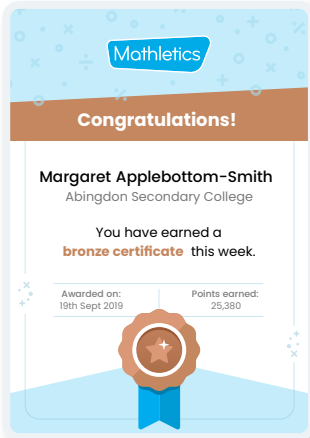 Mathletics
Congratulations!
Margaret Applebottom-Smith
Abingdon Secondary College
You have earned a
bronze certificate this week.
Awarded on:
19th Sept 2019
Points earned:
25,380